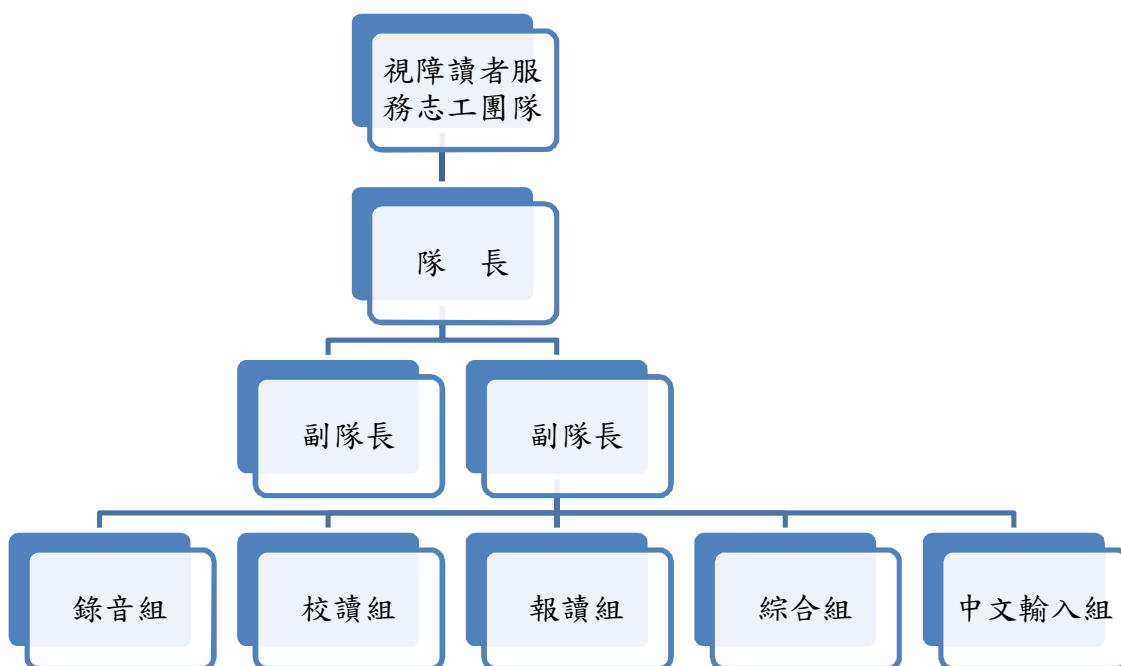 視障讀者服
務志工團隊
隊　長
副隊長
副隊長
錄音組
校讀組
報讀組
綜合組
中文輸入組